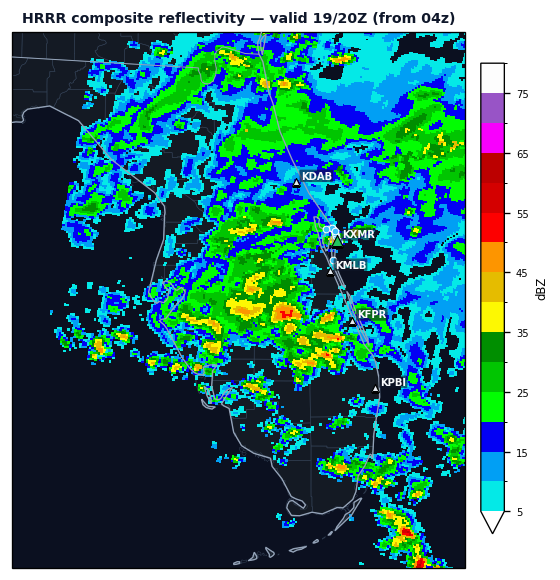 HRRR composite reflectivity — valid 19/20Z (from 04z)
KDAB
KXMR
KMLB
KFPR
KPBI
75
65
55
45
35
25
15
5
dBZ